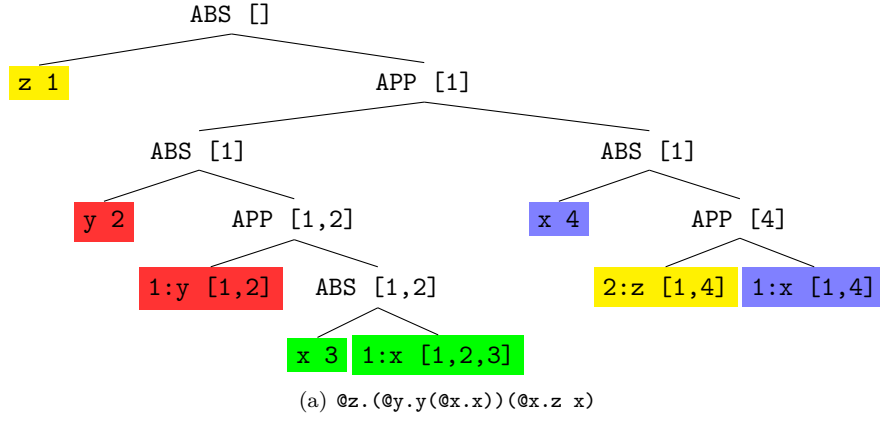 ABS []
z 1
APP [1]
ABS [1]
ABS [1]
y 2
APP [1,2]
x 4
APP [4]
1:y [1,2]
ABS [1,2]
2:z [1,4]
1:x [1,4]
x 3
1:x [1,2,3]
(a) @z.(@y.y(@x.x))(@x.z x)